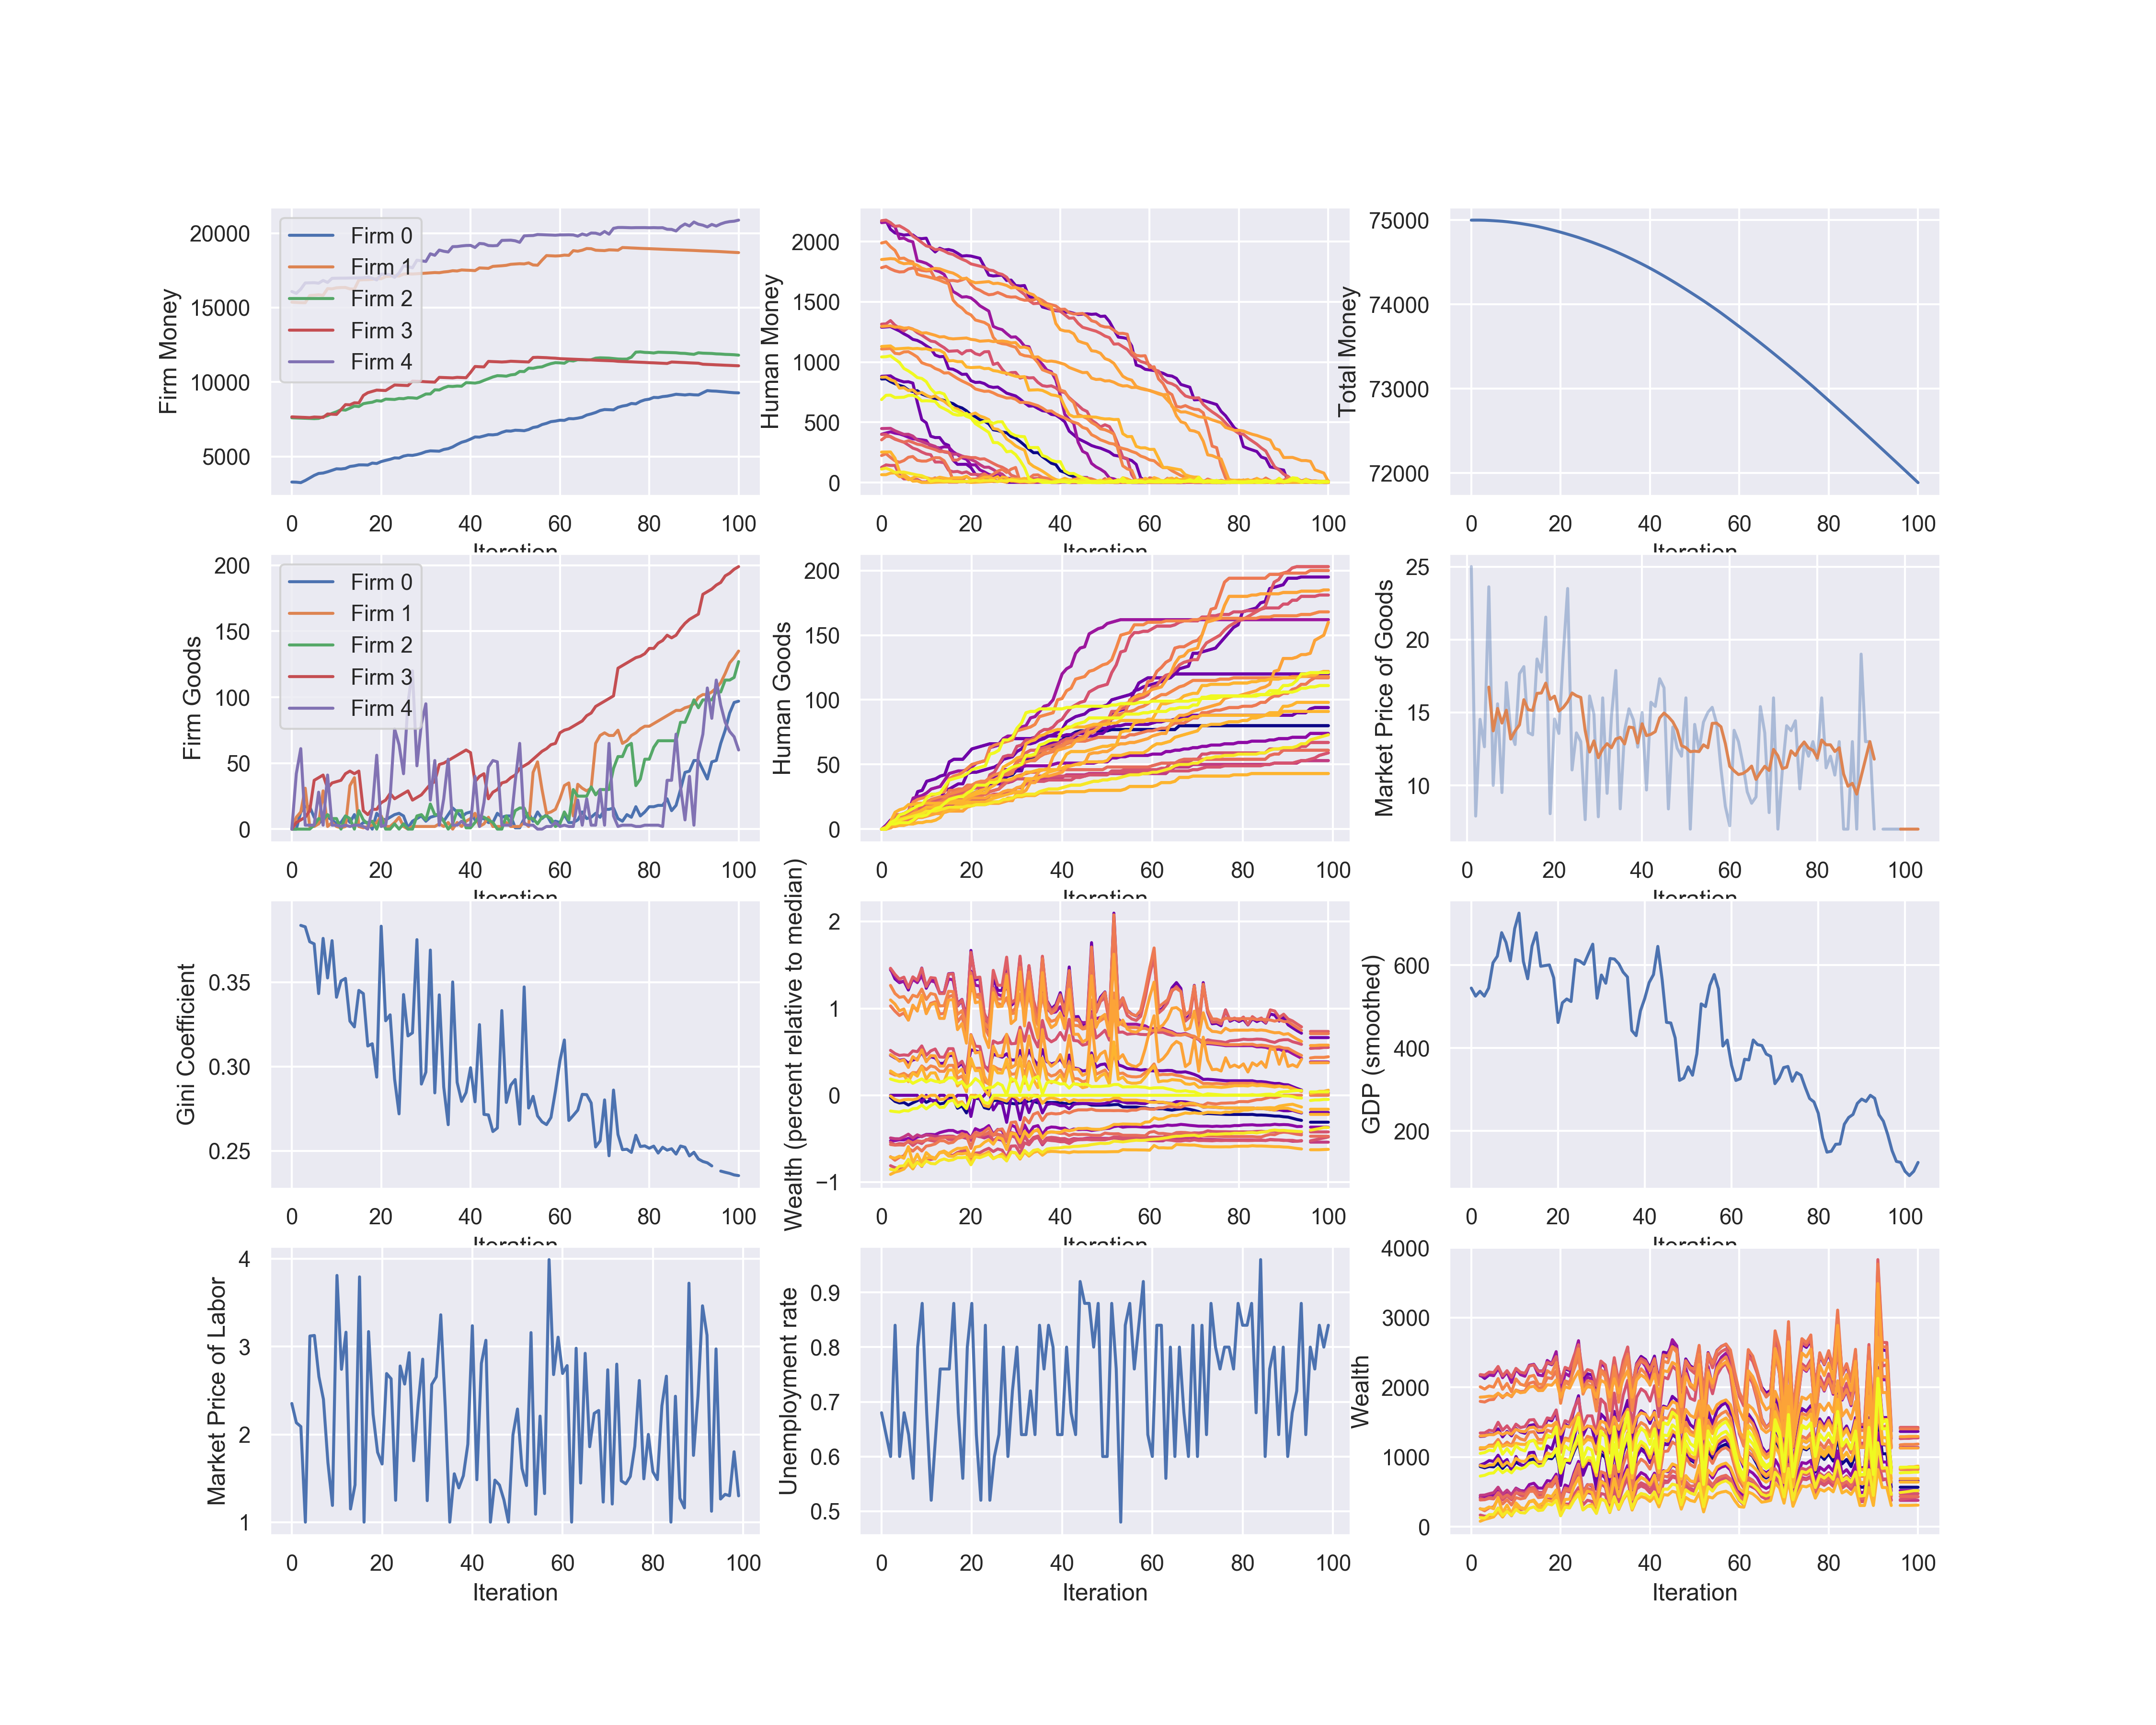 Firm Money
20000
15000
10000
5000
Firm 0
Firm 1
Firm 2
Firm 3
Firm 4
0 20 40 60 80 100
Iteration
Human Money
2000
1500
1000
500
0
0 20 40 60 80 100
Iteration
Total Money
75000
74000
73000
72000
0 20 40 60 80 100
Iteration
Firm Goods
200
150
100
50
0
Firm 0
Firm 1
Firm 2
Firm 3
Firm 4
0 20 40 60 80 100
Iteration
Human Goods
200
150
100
50
0
0 20 40 60 80 100
Iteration
Market Price of Goods
25
20
15
10
0 20 40 60 80 100
Iteration
Gini Coefficient
0.35
0.30
0.25
0 20 40 60 80 100
Iteration
Wealth (percent relative to median)
2
1
0
−1
0 20 40 60 80 100
Iteration
GDP (smoothed)
600
400
200
0 20 40 60 80 100
Iteration
Market Price of Labor
4
3
2
1
0 20 40 60 80 100
Iteration
Unemployment rate
0.9
0.8
0.7
0.6
0.5
0 20 40 60 80 100
Iteration
Wealth
4000
3000
2000
1000
0
0 20 40 60 80 100
Iteration